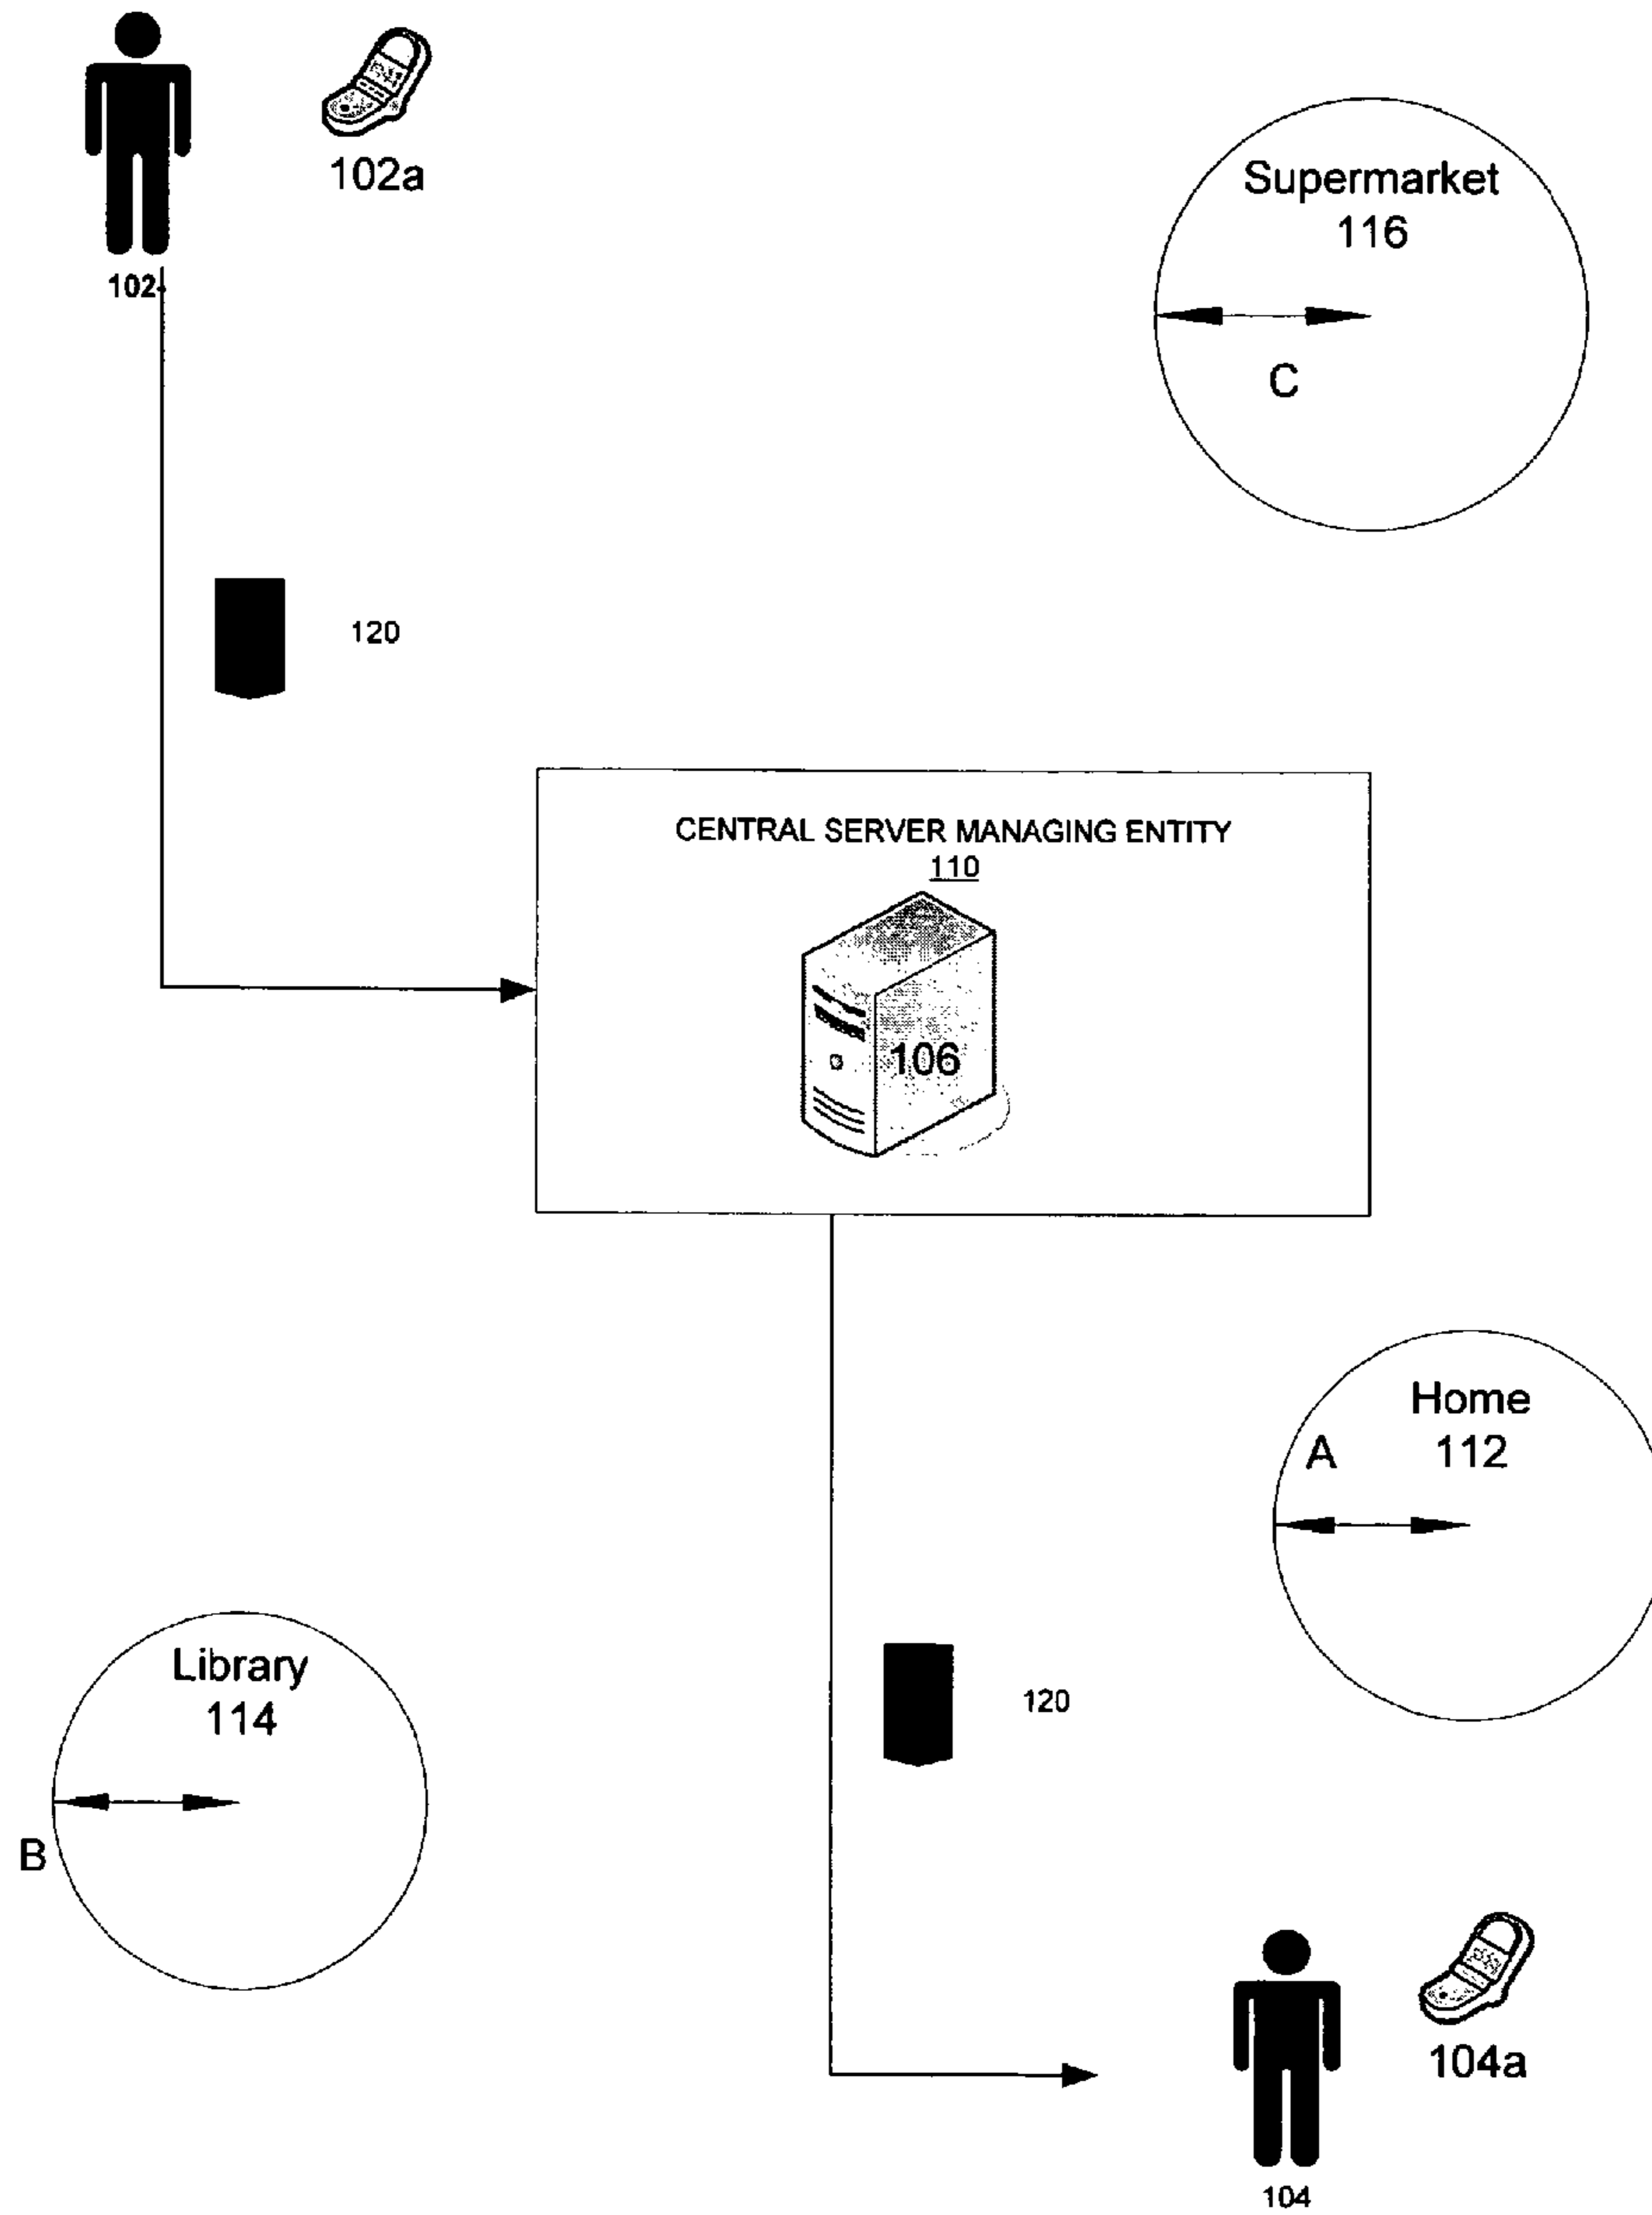 102a
102
Supermarket
116
C
120
CENTRAL SERVER MANAGING ENTITY
110
106
Home
112
A
Library
114
B
120
104a
104